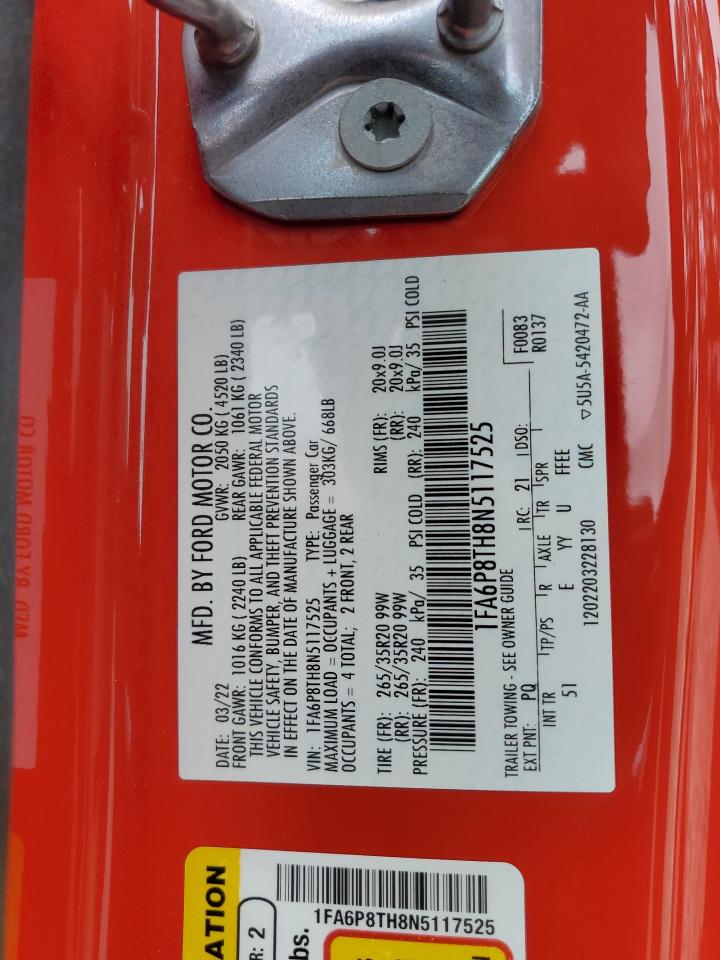 MFD. BY FORD MOTOR CO.
DATE: 03/22 GVWR: 2050 KG ( 4520 LB)
FRONT GAWR: 1016 KG ( 2240 LB) REAR GAWR: 1061 KG ( 2340 LB)
THIS VEHICLE CONFORMS TO ALL APPLICABLE FEDERAL MOTOR
VEHICLE SAFETY, BUMPER, AND THEFT PREVENTION STANDARDS
IN EFFECT ON THE DATE OF MANUFACTURE SHOWN ABOVE.
VIN: 1FA6P8TH8N5117525 TYPE: Passenger Car
MAXIMUM LOAD = OCCUPANTS + LUGGAGE = 303KG/ 668LB
OCCUPANTS = 4 TOTAL; 2 FRONT, 2 REAR
TIRE (FR): 265/35R20 99W RIMS (FR): 20x9.0J
(RR): 265/35R20 99W (RR): 20x9.0J
PRESSURE (FR): 240 kPa/ 35 PSI COLD (RR): 240 kPa/ 35 PSI COLD
1FA6P8TH8N5117525
TRAILER TOWING - SEE OWNER GUIDE F0083
EXT PNT: PQ RC: 21 DSO: R0137
INT TR TP/PS R AXLE TR SPR
51 E YY U FFEE
1202203228130 CMC ▽5U5A-5420472-AA
ATION
R: 2
bs.
1FA6P8TH8N5117525